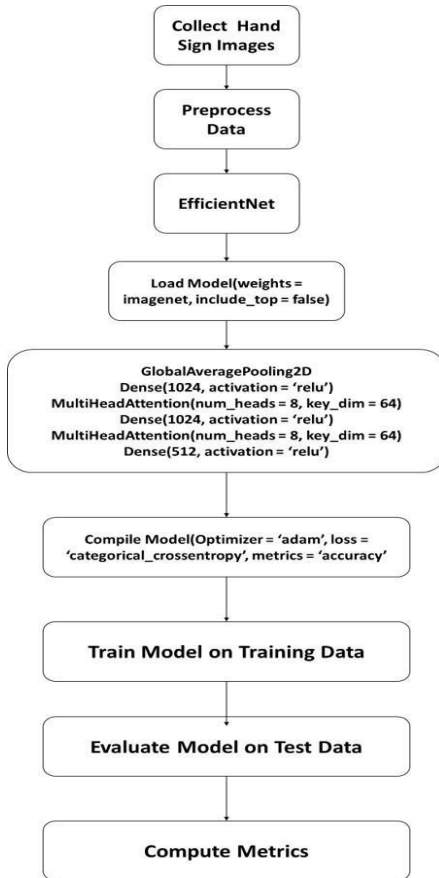 Collect Hand
Sign Images
Preprocess
Data
EfficientNet
Load Model(weights =
imagenet, include_top = false)
GlobalAveragePooling2D
Dense(1024, activation = ‘relu’)
MultiHeadAttention(num_heads = 8, key_dim = 64)
Dense(1024, activation = ‘relu’)
MultiHeadAttention(num_heads = 8, key_dim = 64)
Dense(512, activation = ‘relu’)
Compile Model(Optimizer = ‘adam’, loss =
‘categorical_crossentropy’, metrics = ‘accuracy’
Train Model on Training Data
Evaluate Model on Test Data
Compute Metrics